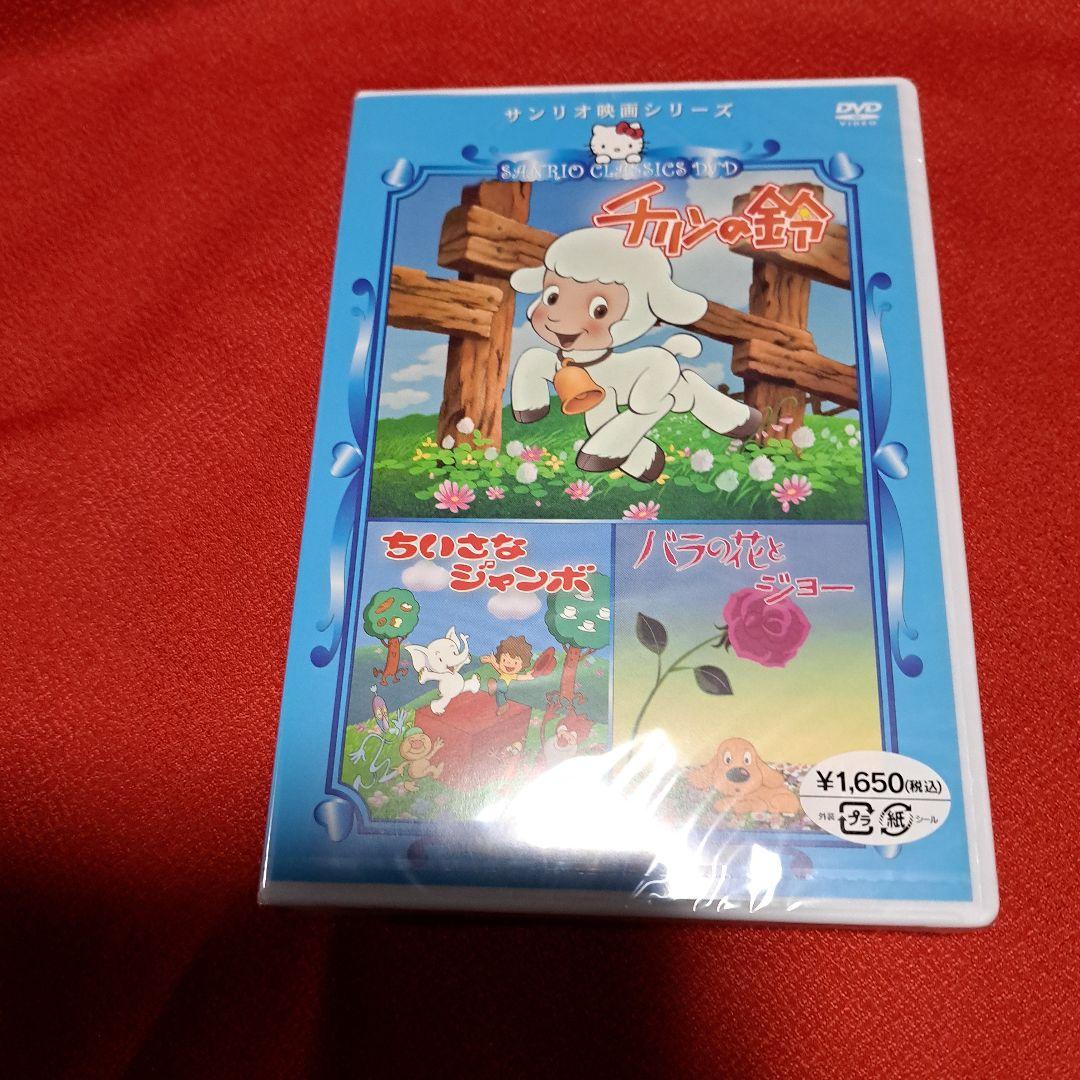 サンリオ映画シリーズ
DVD
VIDEO
SANRIO CLASSICS DVD
チリンの鈴
ちいさな
ジャンボ
バラの花と
ジョー
¥1,650(税込)
外装 プラ 紙 シール